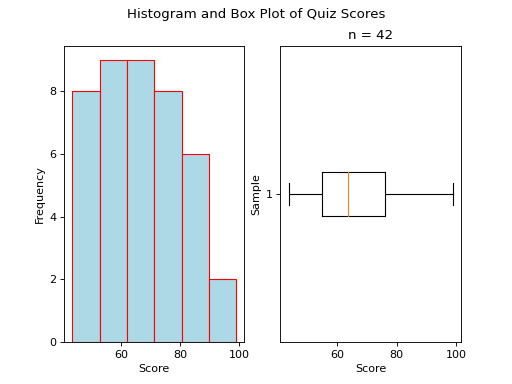 Histogram and Box Plot of Quiz Scores
8
6
4
2
0
Frequency
60 80 100
Score
n = 42
Sample
1
60 80 100
Score